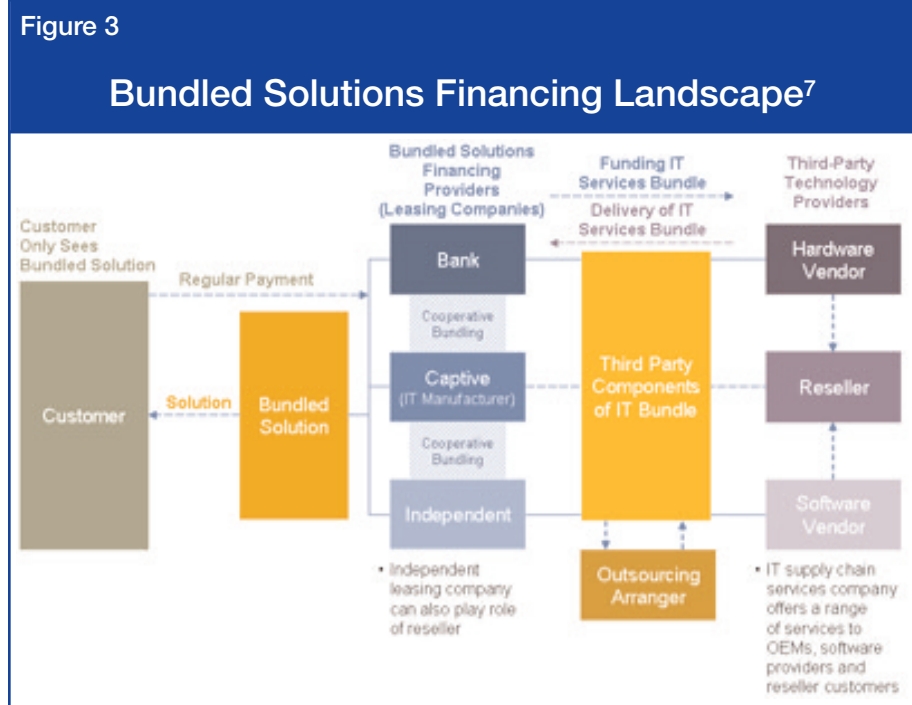 Figure 3
Bundled Solutions Financing Landscape7
Bundled Solutions
Financing
Providers
(Leasing Companies)
Funding IT
Services Bundle
Delivery of IT
Services Bundle
Third-Party
Technology
Providers
Customer
Only Sees
Bundled Solution
Regular Payment
Bank
Hardware
Vendor
Cooperative
Bundling
Customer
Solution
Bundled
Solution
Captive
(IT Manufacturer)
Third Party
Components
of IT Bundle
Reseller
Cooperative
Bundling
Independent
Software
Vendor
• Independent
leasing company
can also play role
of reseller
Outsourcing
Arranger
• IT supply chain
services company
offers a range
of services to
OEMs, software
providers and
reseller customers